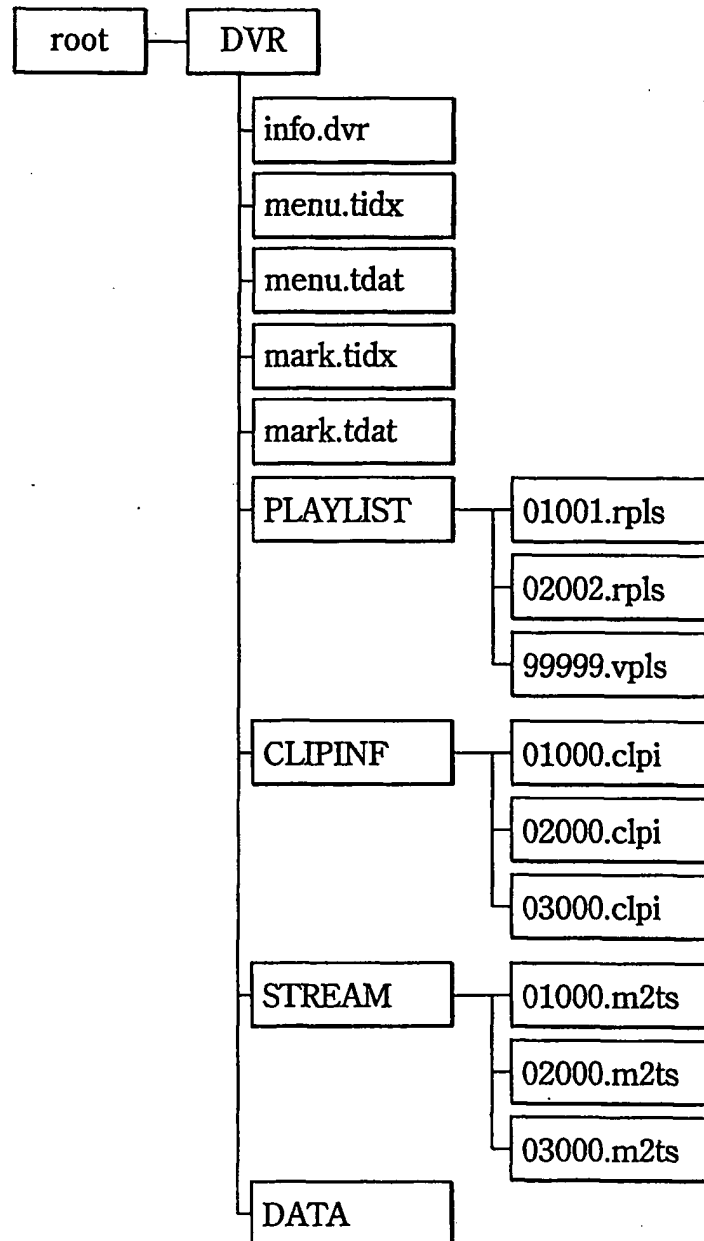 root DVR
info.dvr
menu.tidx
menu.tdat
mark.tidx
mark.tdat
PLAYLIST 01001.rpls
02002.rpls
99999.vpls
CLIPINF 01000.clpi
02000.clpi
03000.clpi
STREAM 01000.m2ts
02000.m2ts
03000.m2ts
DATA